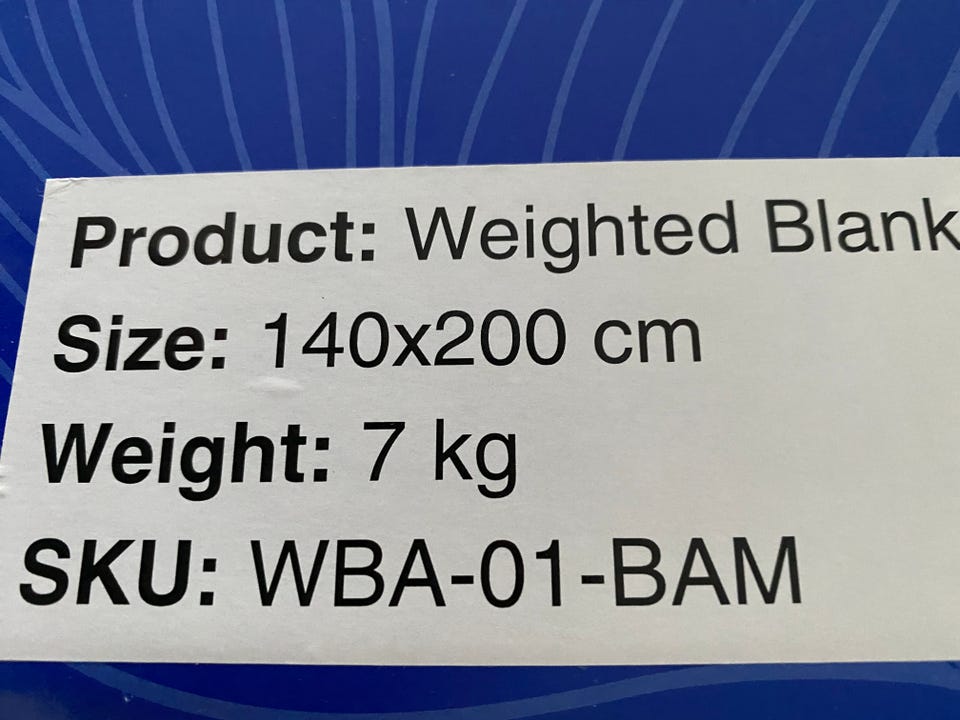 Product: Weighted Blank
Size: 140x200 cm
Weight: 7 kg
SKU: WBA-01-BAM